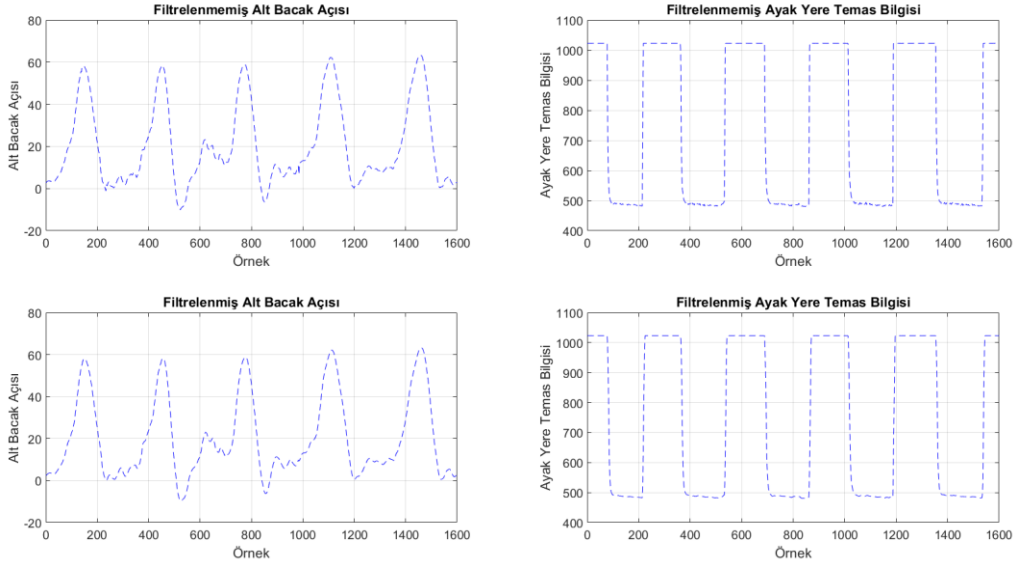 Filtrelenmemiş Alt Bacak Açısı
80
60
40
20
0
-20
Alt Bacak Açısı
0 200 400 600 800 1000 1200 1400 1600
Örnek
Filtrelenmemiş Ayak Yere Temas Bilgisi
1100
1000
900
800
700
600
500
400
Ayak Yere Temas Bilgisi
0 200 400 600 800 1000 1200 1400 1600
Örnek
Filtrelenmiş Alt Bacak Açısı
80
60
40
20
0
-20
Alt Bacak Açısı
0 200 400 600 800 1000 1200 1400 1600
Örnek
Filtrelenmiş Ayak Yere Temas Bilgisi
1100
1000
900
800
700
600
500
400
Ayak Yere Temas Bilgisi
0 200 400 600 800 1000 1200 1400 1600
Örnek